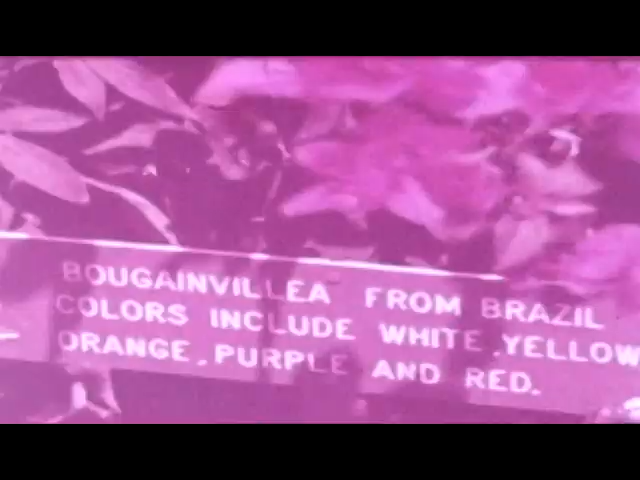 BOUGAINVILLEA FROM BRAZIL
COLORS INCLUDE WHITE, YELLOW
ORANGE, PURPLE AND RED.